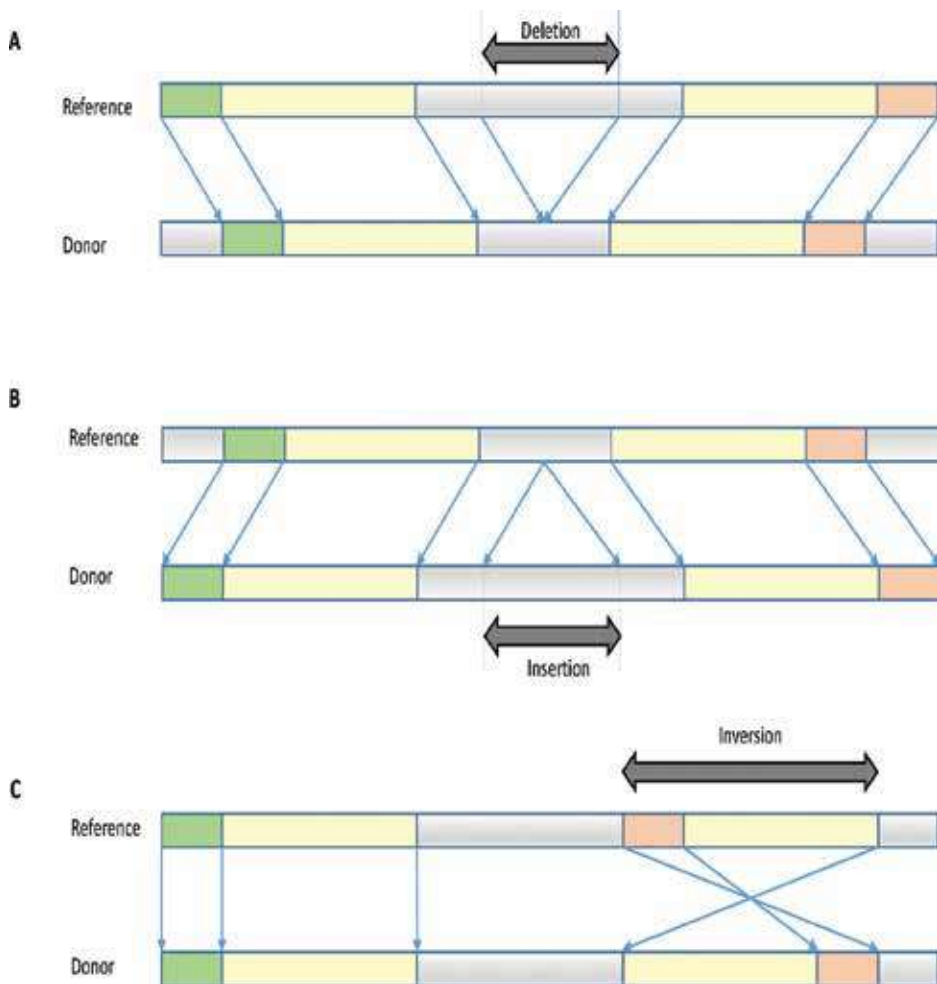 A
Deletion
Reference
Donor
B
Reference
Donor
Insertion
Inversion
C
Reference
Donor